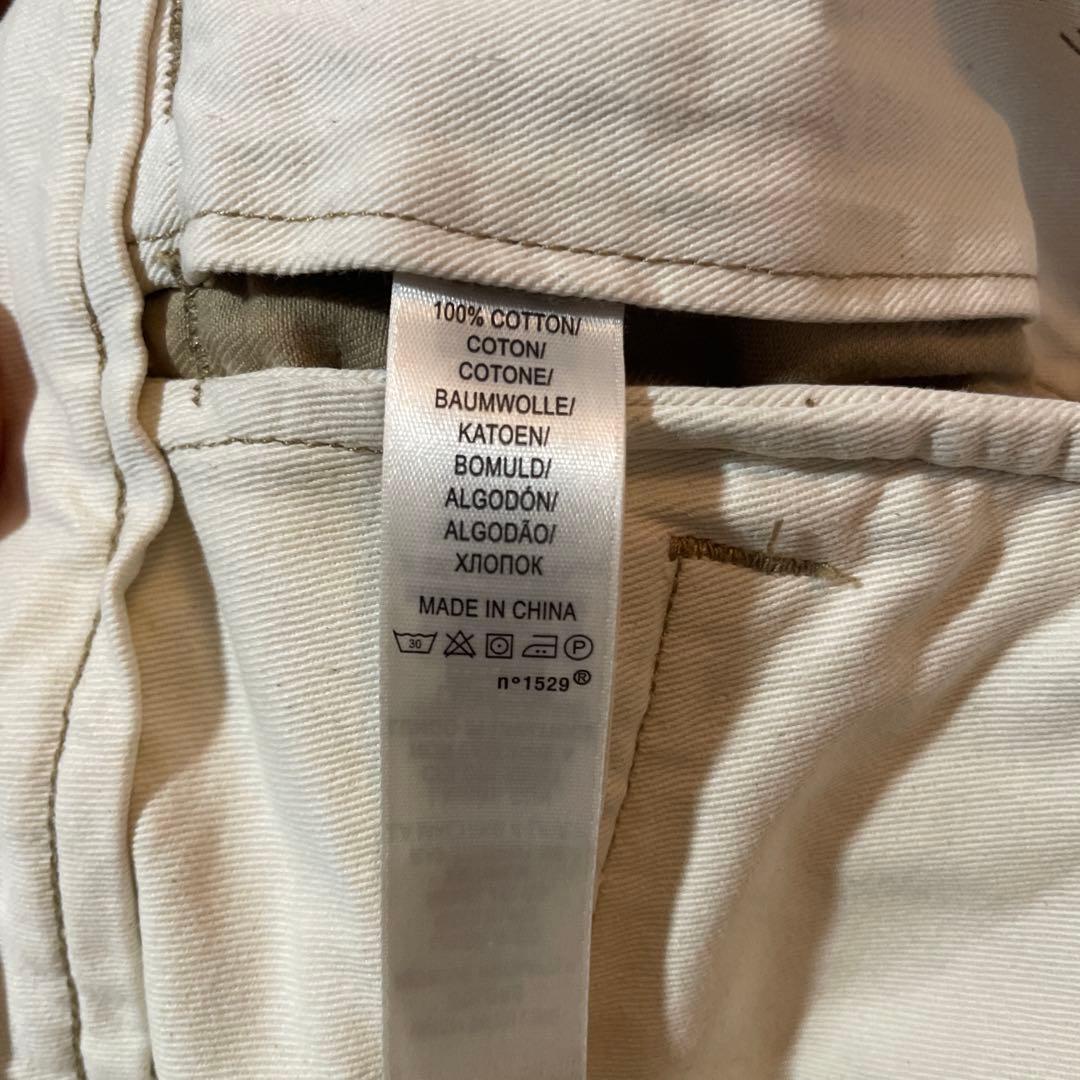 100% COTTON/
COTON/
COTONE/
BAUMWOLLE/
KATOEN/
BOMULD/
ALGODÓN/
ALGODÃO/
ХЛОПОК
MADE IN CHINA
30 P
n°1529®